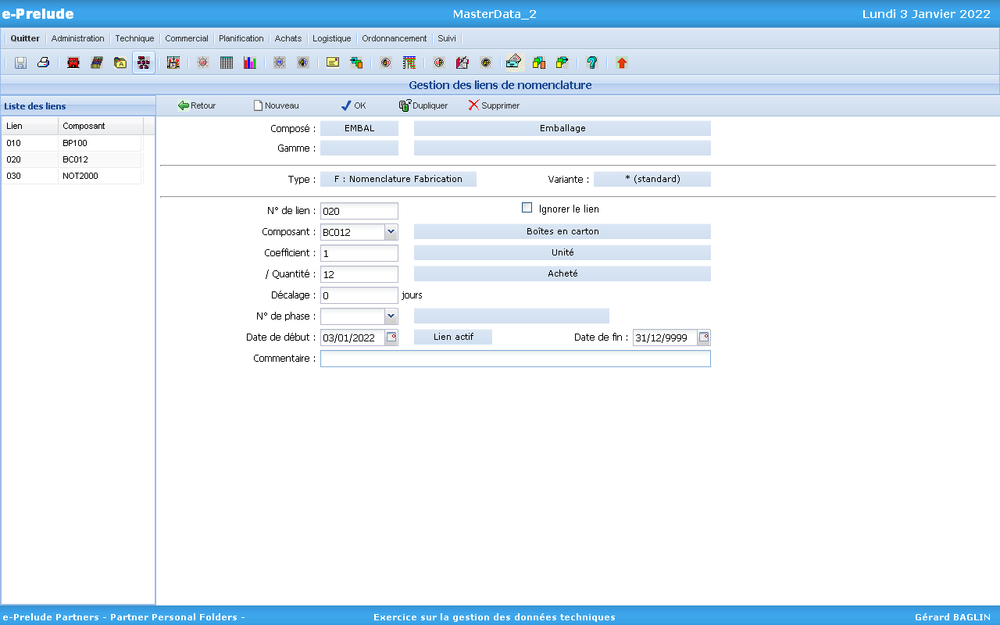 e-Prelude MasterData_2 Lundi 3 Janvier 2022
Quitter Administration Technique Commercial Planification Achats Logistique Ordonnancement Suivi
Gestion des liens de nomenclature
Liste des liens
Retour Nouveau OK Dupliquer Supprimer
Lien Composant
010 BP100
020 BC012
030 NOT2000
Composé : EMBAL Emballage
Gamme :
Type : F : Nomenclature Fabrication Variante : * (standard)
N° de lien : 020 Ignorer le lien
Composant : BC012 Boîtes en carton
Coefficient : 1 Unité
/ Quantité : 12 Acheté
Décalage : 0 jours
N° de phase :
Date de début : 03/01/2022 Lien actif Date de fin : 31/12/9999
Commentaire :
e-Prelude Partners - Partner Personal Folders - Exercice sur la gestion des données techniques Gérard BAGLIN